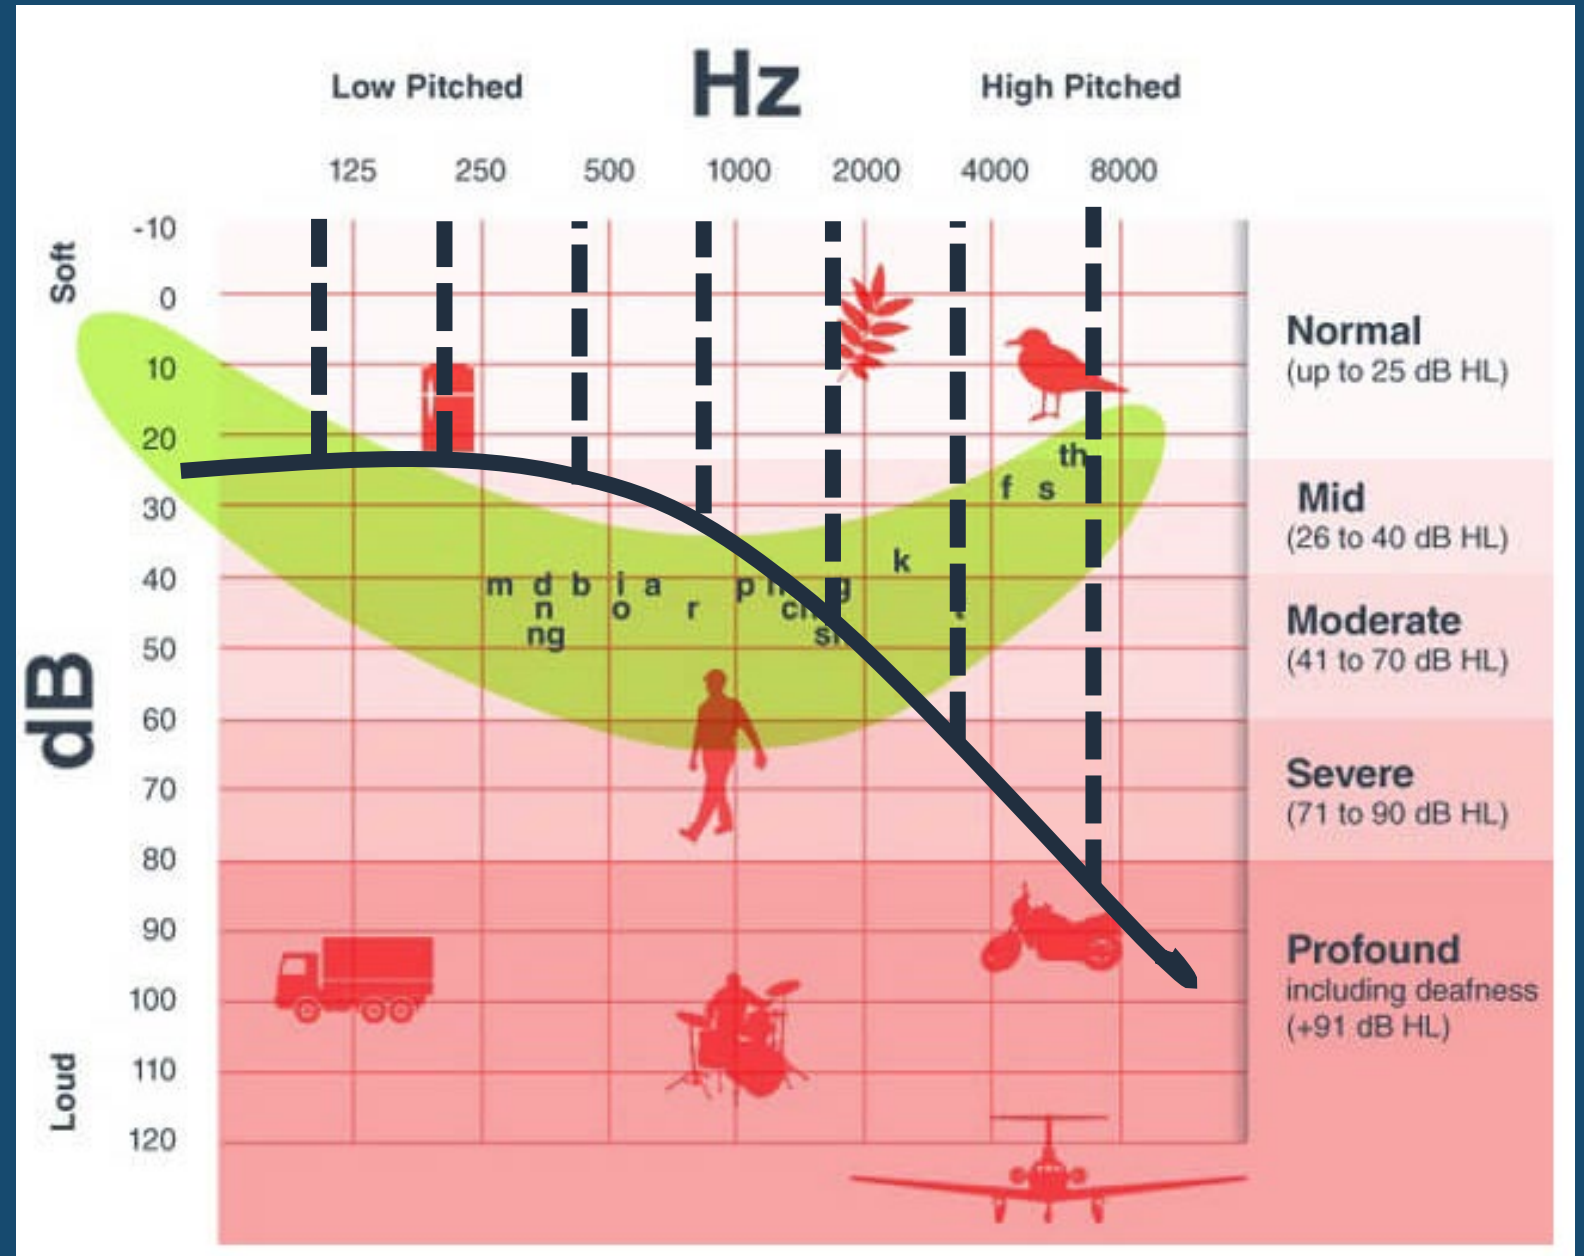 Hz
Low Pitched
High Pitched
125 250 500 1000 2000 4000 8000
Soft
dB
Loud
-10
0
10
20
30
40
50
60
70
80
90
100
110
120
th
f s
k
m d b i a p g
n o r ch
ng sh
Normal
(up to 25 dB HL)
Mid
(26 to 40 dB HL)
Moderate
(41 to 70 dB HL)
Severe
(71 to 90 dB HL)
Profound
including deafness
(+91 dB HL)